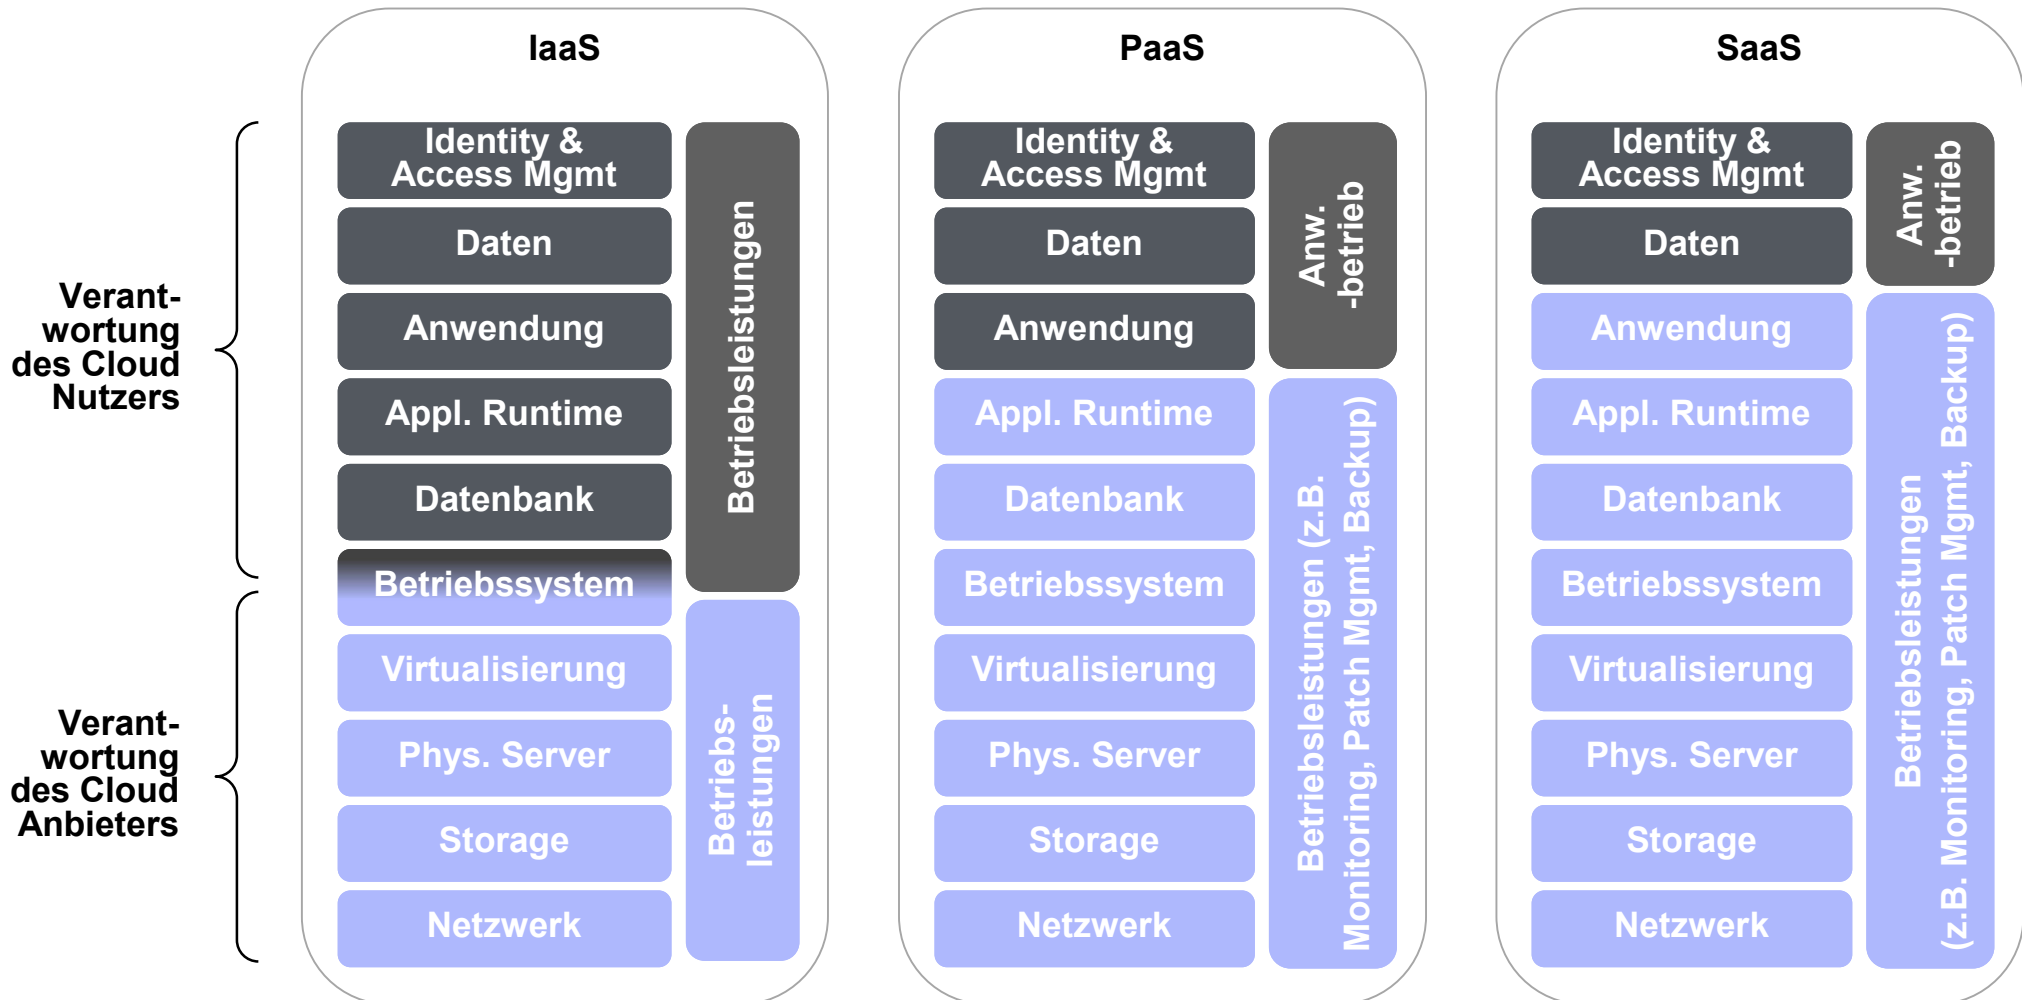 IaaS
PaaS
SaaS
Verant-
wortung
des Cloud
Nutzers
Verant-
wortung
des Cloud
Anbieters
Identity &
Access Mgmt
Daten
Anwendung
Appl. Runtime
Datenbank
Betriebssystem
Virtualisierung
Phys. Server
Storage
Netzwerk
Betriebsleistungen
Betriebs-
leistungen
Identity &
Access Mgmt
Daten
Anwendung
Appl. Runtime
Datenbank
Betriebssystem
Virtualisierung
Phys. Server
Storage
Netzwerk
Anw.
-betrieb
Betriebsleistungen (z.B.
Monitoring, Patch Mgmt, Backup)
Identity &
Access Mgmt
Daten
Anwendung
Appl. Runtime
Datenbank
Betriebssystem
Virtualisierung
Phys. Server
Storage
Netzwerk
Anw.
-betrieb
Betriebsleistungen
(z.B. Monitoring, Patch Mgmt, Backup)